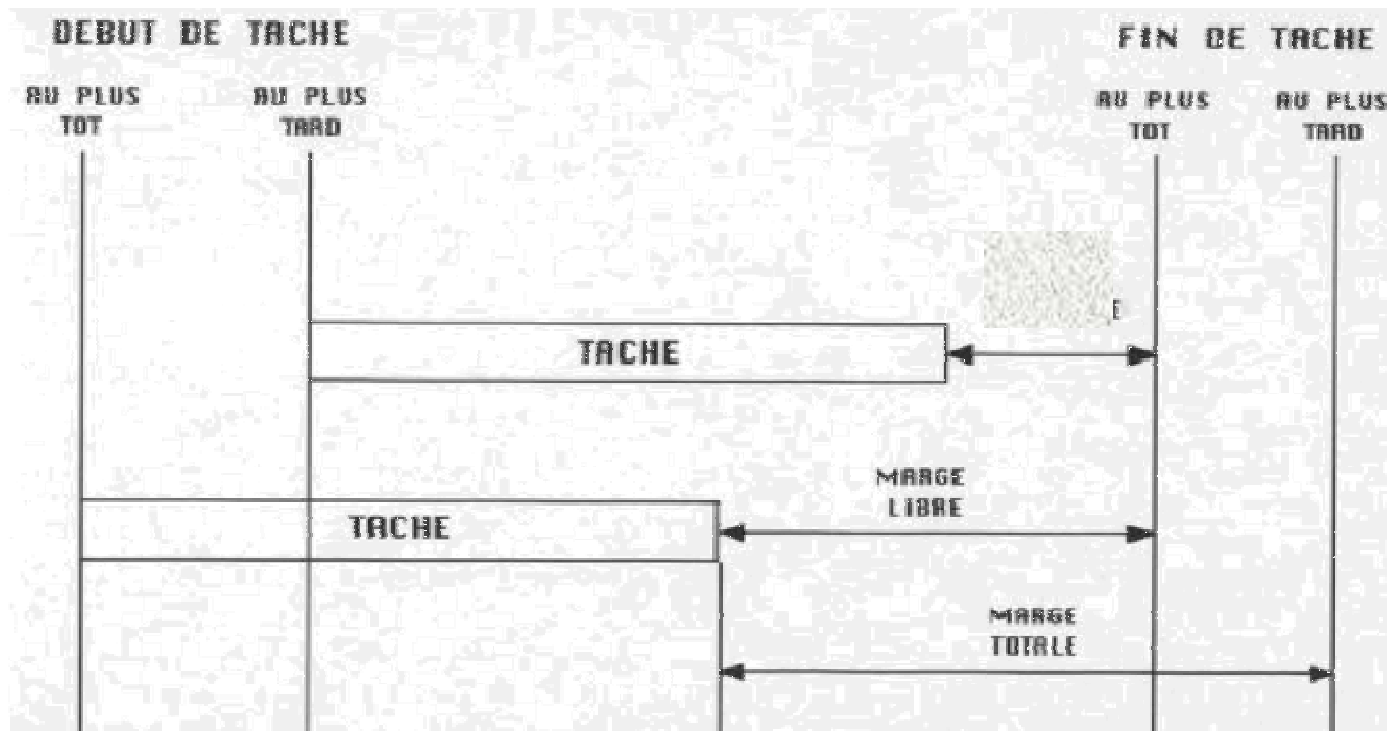 DEBUT DE TACHE
FIN DE TACHE
AU PLUS
TOT
AU PLUS
TARD
AU PLUS
TOT
AU PLUS
TARD
TACHE
MARGE
LIBRE
TACHE
MARGE
TOTALE